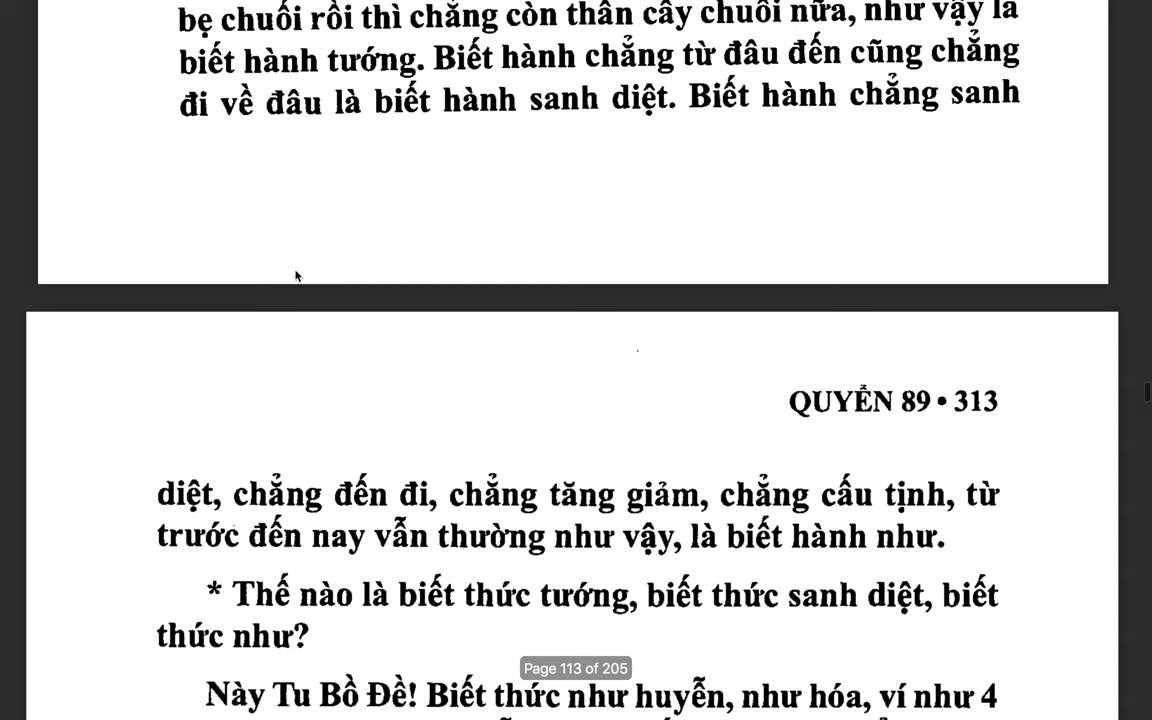 bẹ chuối rồi thì chẳng còn thân cây chuối nữa, như vậy là
biết hành tướng. Biết hành chẳng từ đâu đến cũng chẳng
đi về đâu là biết hành sanh diệt. Biết hành chẳng sanh
QUYỂN 89 • 313
diệt, chẳng đến đi, chẳng tăng giảm, chẳng cấu tịnh, từ
trước đến nay vẫn thường như vậy, là biết hành như.
* Thế nào là biết thức tướng, biết thức sanh diệt, biết
thức như?
Page 113 of 205
Này Tu Bồ Đề! Biết thức như huyễn, như hóa, ví như 4